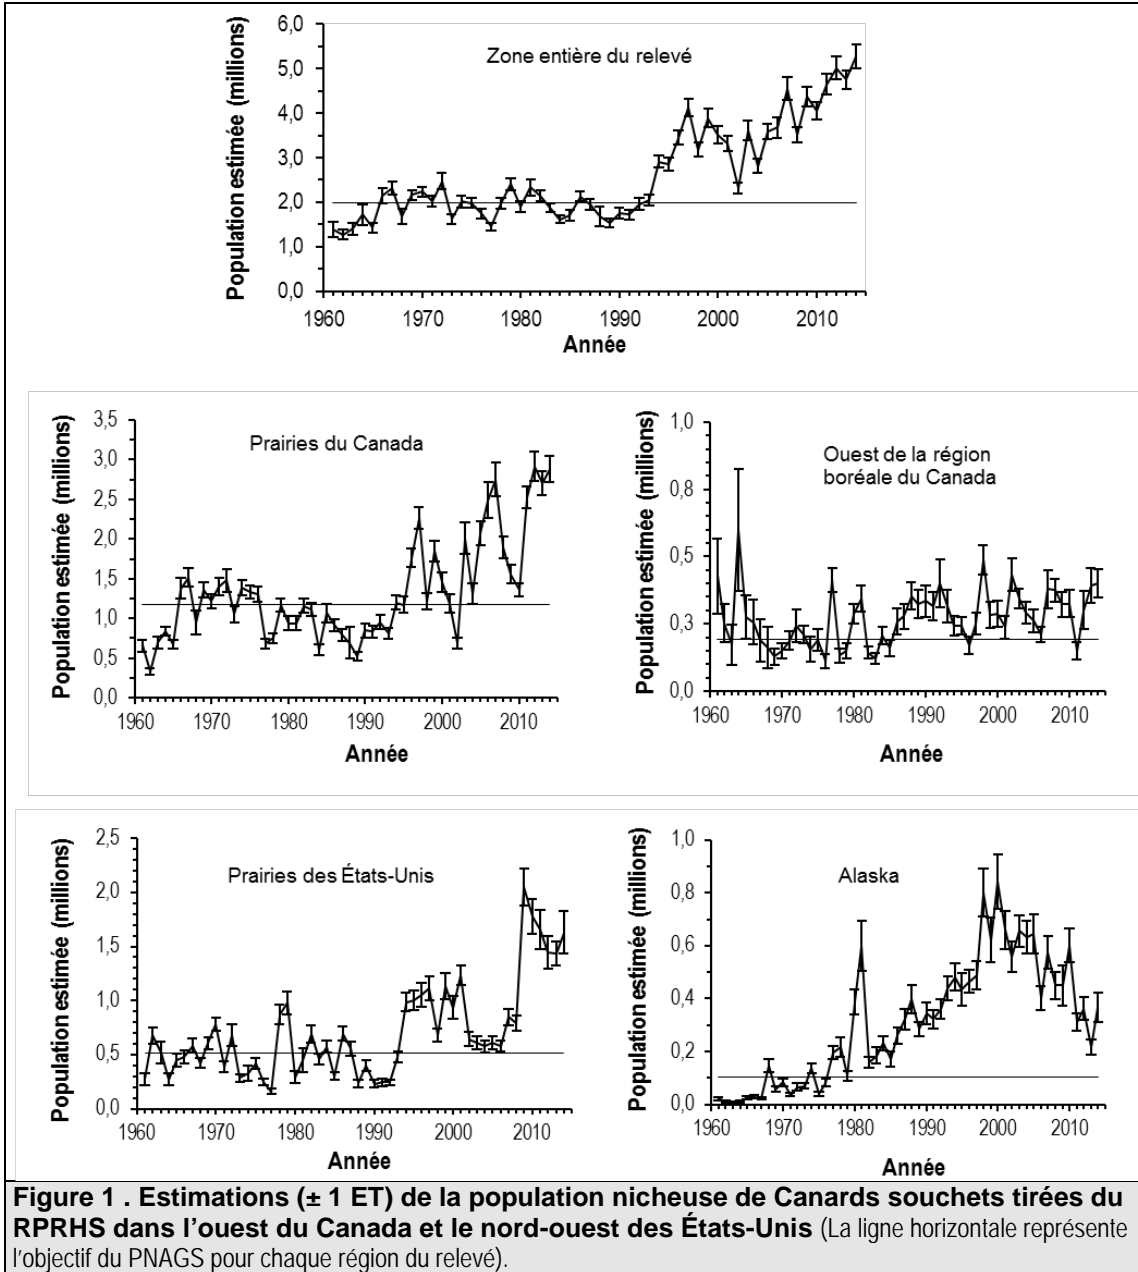 Zone entière du relevé
Population estimée (millions)
6,0
5,0
4,0
3,0
2,0
1,0
0,0
1960 1970 1980 1990 2000 2010
Année
Prairies du Canada
Population estimée (millions)
3,5
3,0
2,5
2,0
1,5
1,0
0,5
0,0
1960 1970 1980 1990 2000 2010
Année
Ouest de la région
boréale du Canada
Population estimée (millions)
1,0
0,8
0,5
0,3
0,0
1960 1970 1980 1990 2000 2010
Année
Prairies des États-Unis
Population estimée (millions)
2,5
2,0
1,5
1,0
0,5
0,0
1960 1970 1980 1990 2000 2010
Année
Alaska
Population estimée (millions)
1,0
0,8
0,6
0,4
0,2
0,0
1960 1970 1980 1990 2000 2010
Année
Figure 1 . Estimations (± 1 ET) de la population nicheuse de Canards souchets tirées du
RPRHS dans l'ouest du Canada et le nord-ouest des États-Unis (La ligne horizontale représente
l'objectif du PNAGS pour chaque région du relevé).